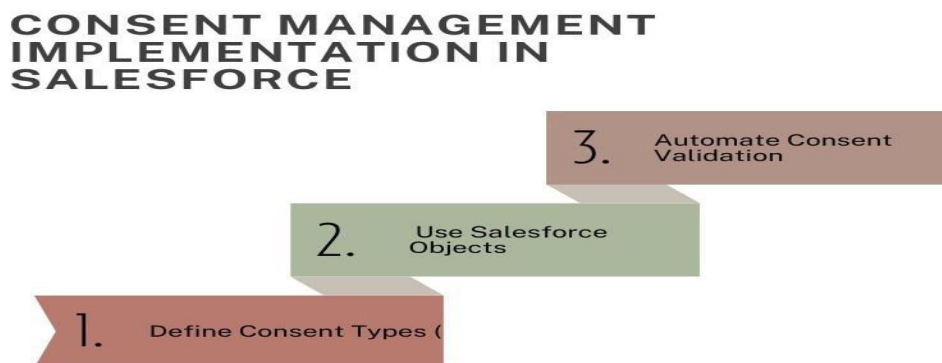 CONSENT MANAGEMENT
IMPLEMENTATION IN
SALESFORCE
1. Define Consent Types (
2. Use Salesforce
Objects
3. Automate Consent
Validation